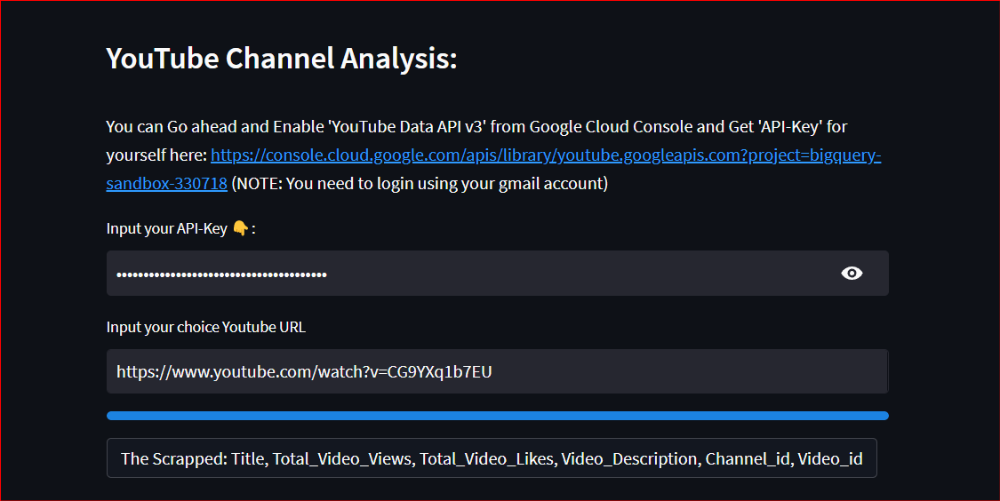 YouTube Channel Analysis:
You can Go ahead and Enable 'YouTube Data API v3' from Google Cloud Console and Get 'API-Key' for
yourself here: https://console.cloud.google.com/apis/library/youtube.googleapis.com?project=bigquery-
sandbox-330718 (NOTE: You need to login using your gmail account)
Input your API-Key 👇 :
Input your choice Youtube URL
https://www.youtube.com/watch?v=CG9YXq1b7EU
The Scrapped: Title, Total_Video_Views, Total_Video_Likes, Video_Description, Channel_id, Video_id